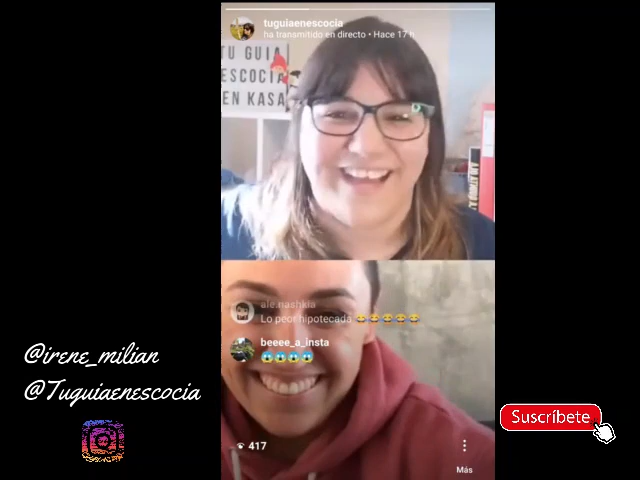 tuguiaenescocia
ha transmitido en directo • Hace 17 h
TU GUIA
ESCOCIA
EN KASA
ale.nashkia
Lo peor hipotecada 😂😂😂😂😂
beeee_a_insta
😱😱😱😱
@irene_milian
@Tuguiaenescocia
Suscríbete
417
Más